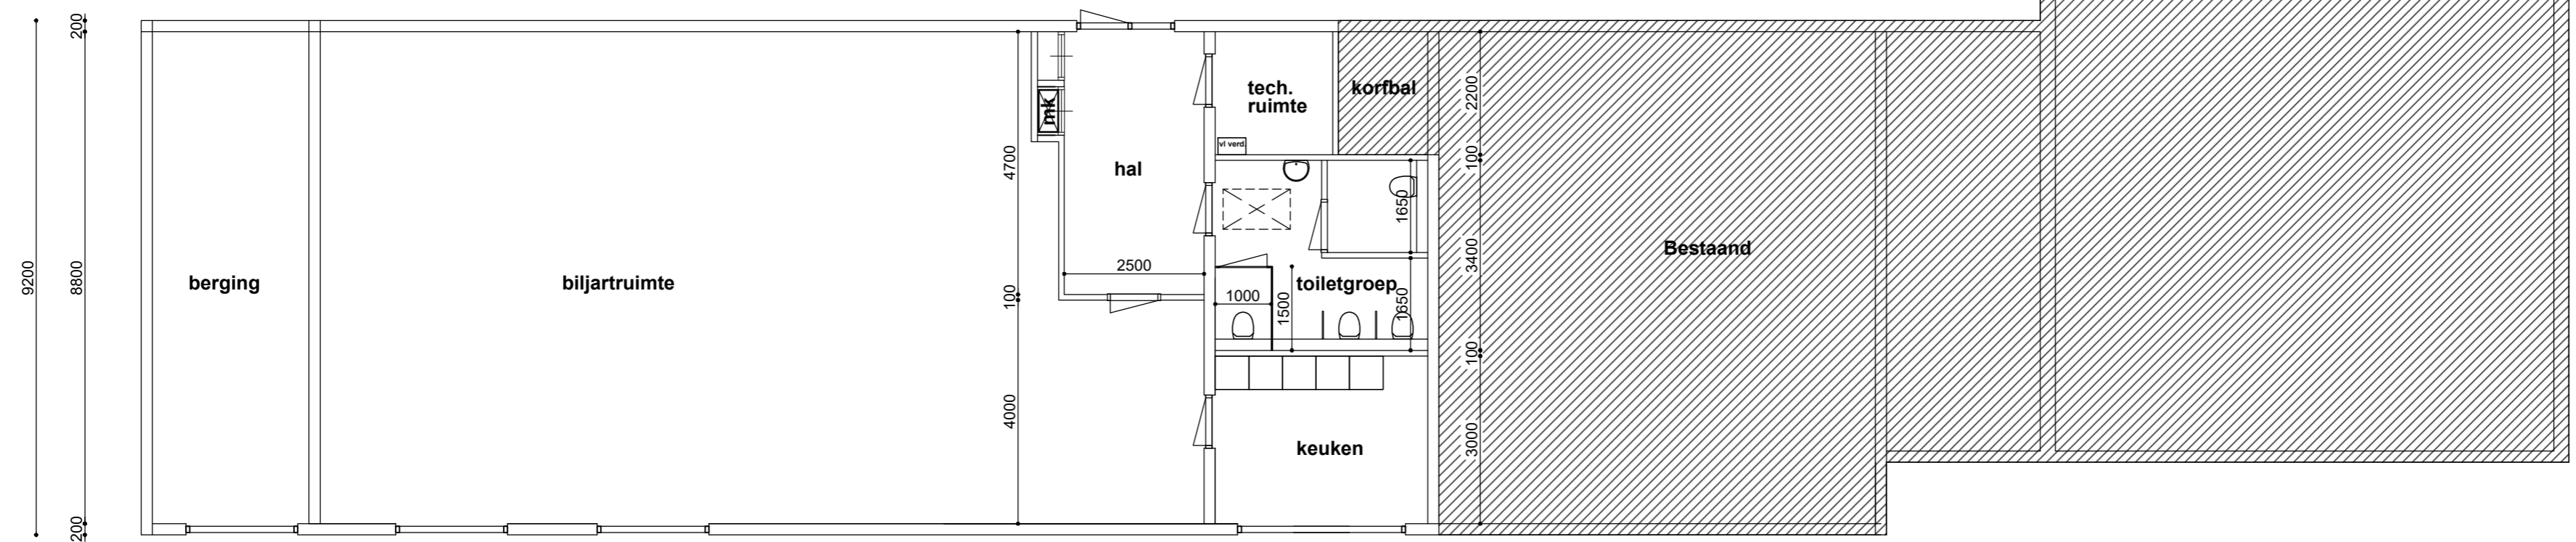 200
9200
8800
200
berging
biljartruimte
mk
4700
100
4000
hal
2500
tech.
ruimte
vl verd.
korfbal
1650
toiletgroep
1000
1500
1650
keuken
2200
100
3400
100
3000
Bestaand